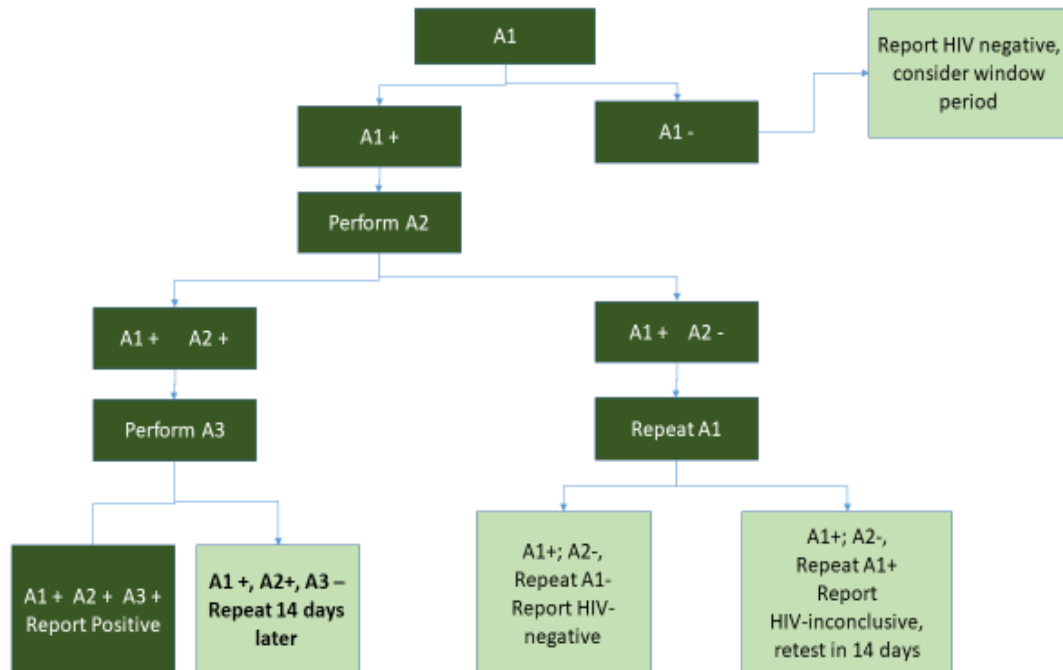 A1
Report HIV negative,
consider window
period
A1 +
A1 -
Perform A2
A1 + A2 +
A1 + A2 -
Perform A3
Repeat A1
A1 + A2 + A3 +
Report Positive
A1 +, A2+, A3 –
Repeat 14 days
later
A1+; A2-,
Repeat A1-
Report HIV-
negative
A1+; A2-,
Repeat A1+
Report
HIV-inconclusive,
retest in 14 days